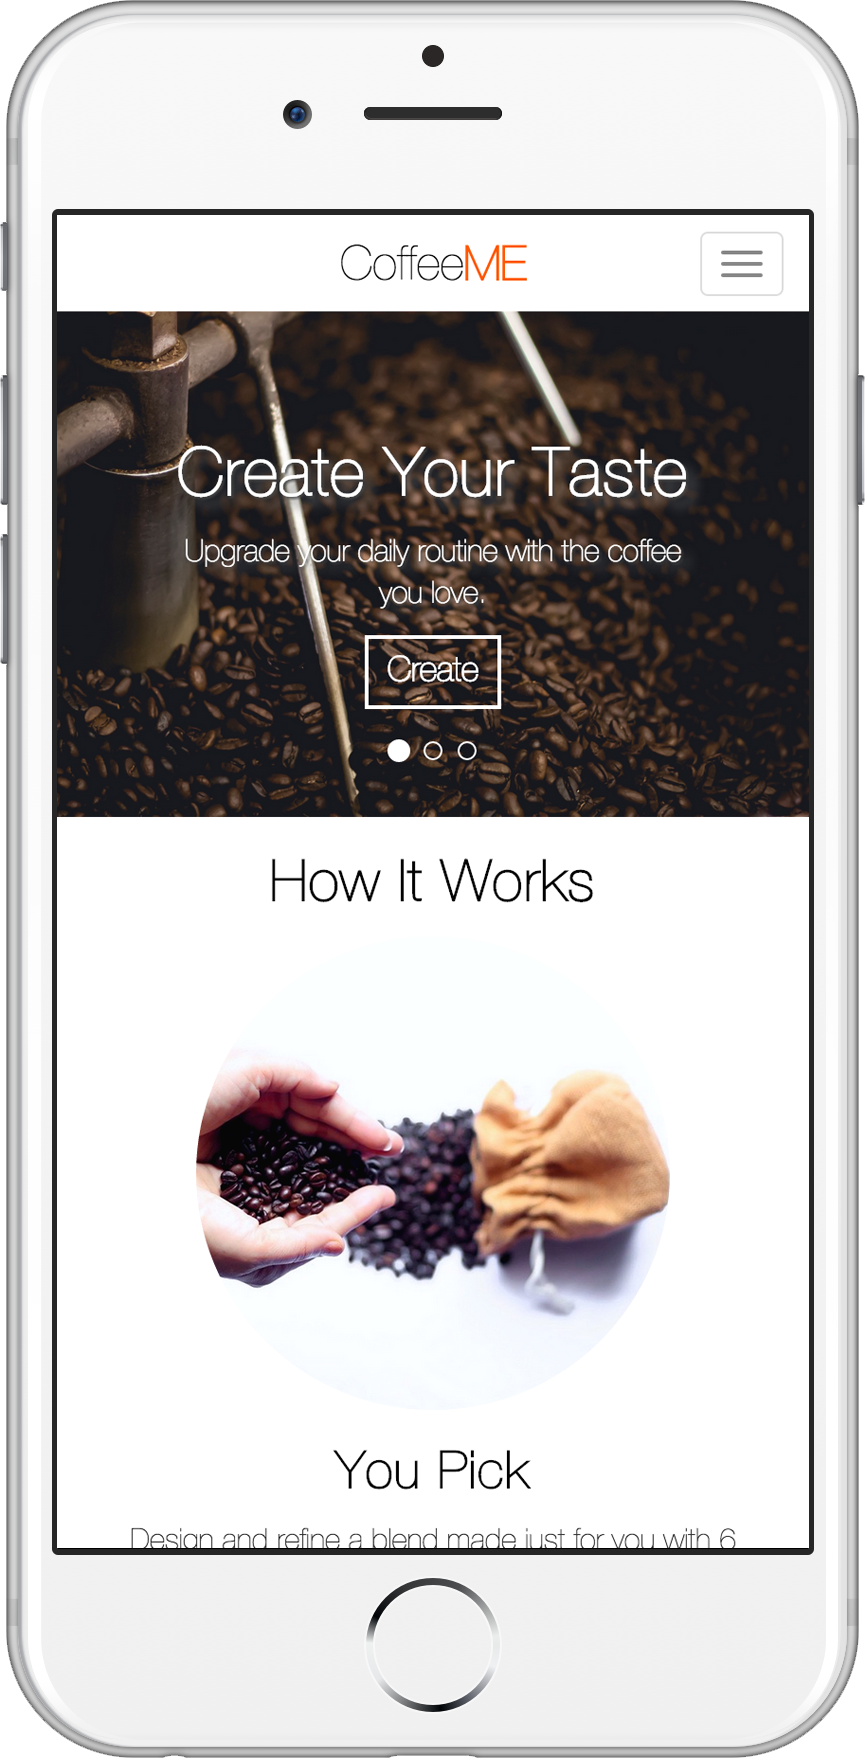 CoffeeME
Create Your Taste
Upgrade your daily routine with the coffee
you love.
Create
How It Works
You Pick
Design and refine a blend made just for you with 6